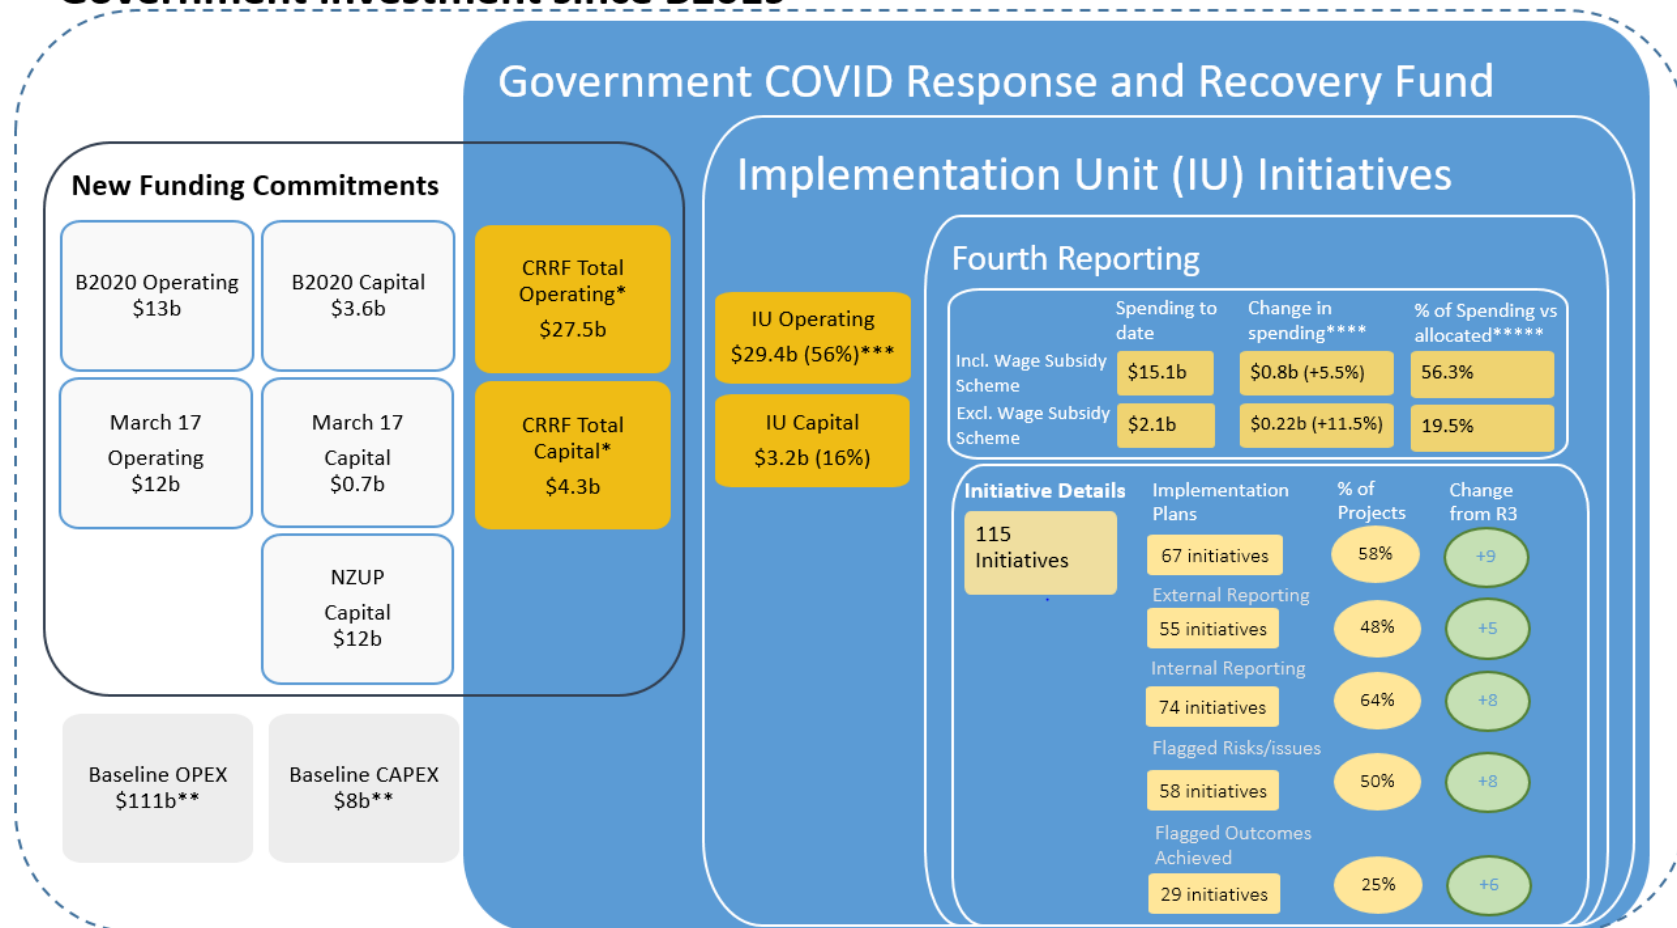 Government investment since B2019
Government COVID Response and Recovery Fund
Implementation Unit (IU) Initiatives
New Funding Commitments
B2020 Operating
$13b
B2020 Capital
$3.6b
CRRF Total
Operating*
$27.5b
March 17
Operating
$12b
March 17
Capital
$0.7b
CRRF Total
Capital*
$4.3b
NZUP
Capital
$12b
Baseline OPEX
$111b**
Baseline CAPEX
$8b**
IU Operating
$29.4b (56%)***
IU Capital
$3.2b (16%)
Fourth Reporting
Spending to
date
Change in
spending****
% of Spending vs
allocated*****
Incl. Wage Subsidy
Scheme
$15.1b
$0.8b (+5.5%)
56.3%
Excl. Wage Subsidy
Scheme
$2.1b
$0.22b (+11.5%)
19.5%
Initiative Details
115
Initiatives
Implementation
Plans
% of
Projects
Change
from R3
67 initiatives
58%
+9
External Reporting
55 initiatives
48%
+5
Internal Reporting
74 initiatives
64%
+8
Flagged Risks/issues
58 initiatives
50%
+8
Flagged Outcomes
Achieved
29 initiatives
25%
+6